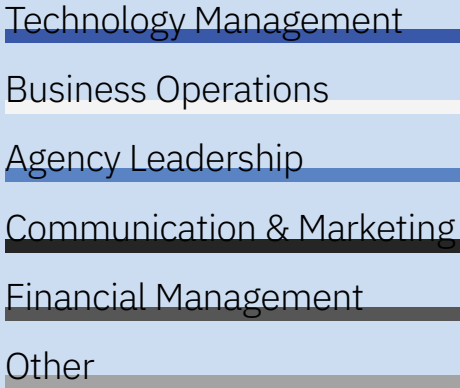 Technology Management
Business Operations
Agency Leadership
Communication & Marketing
Financial Management
Other